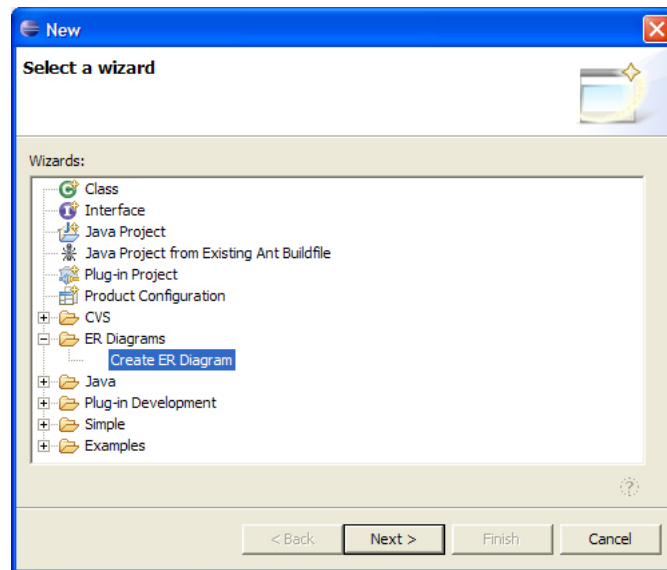 New
Select a wizard
Wizards:
Class
Interface
Java Project
Java Project from Existing Ant Buildfile
Plug-in Project
Product Configuration
CVS
ER Diagrams
Create ER Diagram
Java
Plug-in Development
Simple
Examples
< Back Next > Finish Cancel